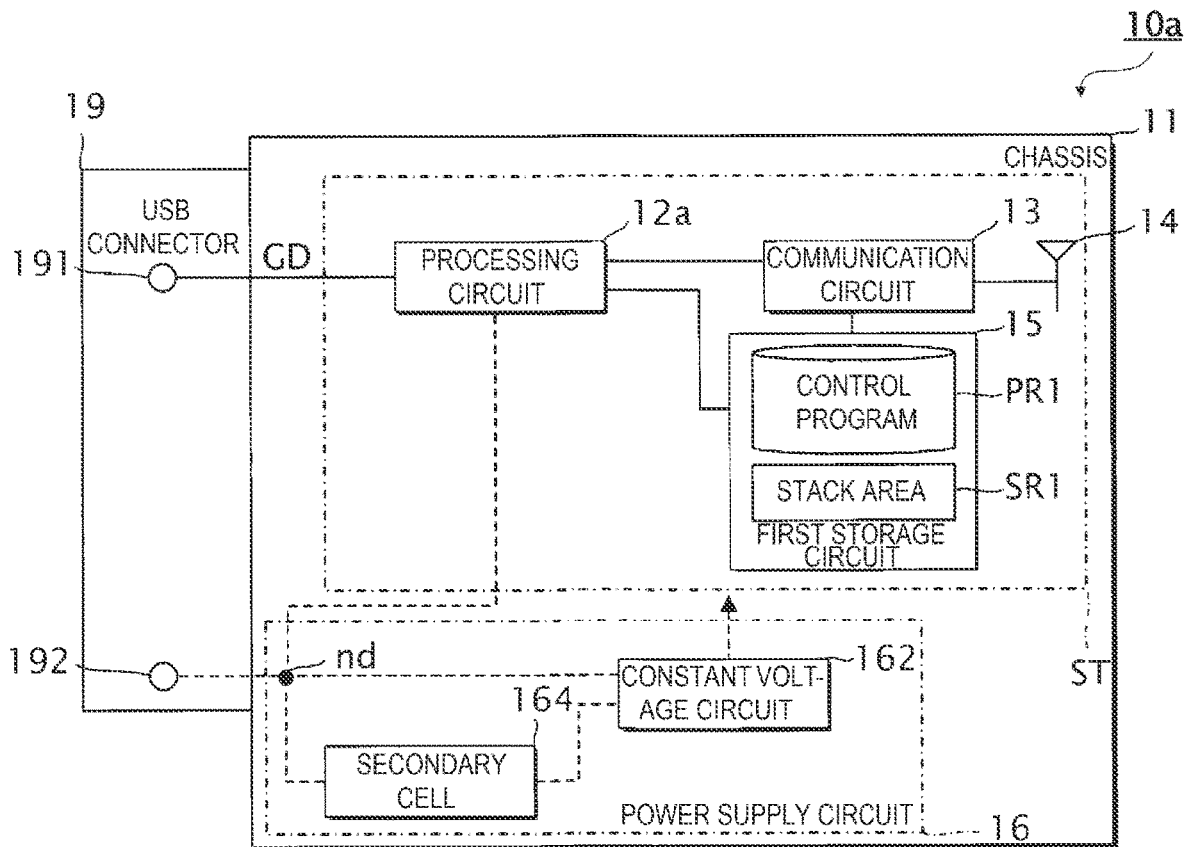 10a
19
11
CHASSIS
USB
CONNECTOR
12a
13
14
191
GD
PROCESSING
CIRCUIT
COMMUNICATION
CIRCUIT
15
CONTROL
PROGRAM
PR1
STACK AREA
SR1
FIRST STORAGE
CIRCUIT
192
nd
162
ST
164
CONSTANT VOLT-
AGE CIRCUIT
SECONDARY
CELL
POWER SUPPLY CIRCUIT
16